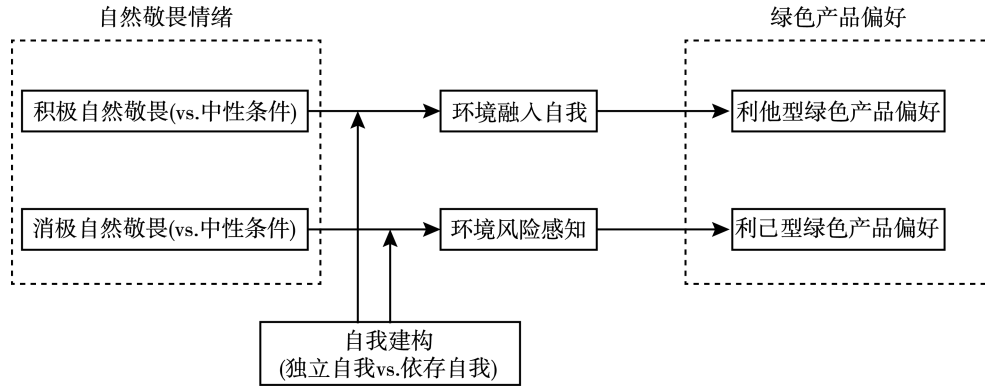 自然敬畏情绪
绿色产品偏好
积极自然敬畏(vs.中性条件)
环境融入自我
利他型绿色产品偏好
消极自然敬畏(vs.中性条件)
环境风险感知
利己型绿色产品偏好
自我建构
(独立自我vs.依存自我)